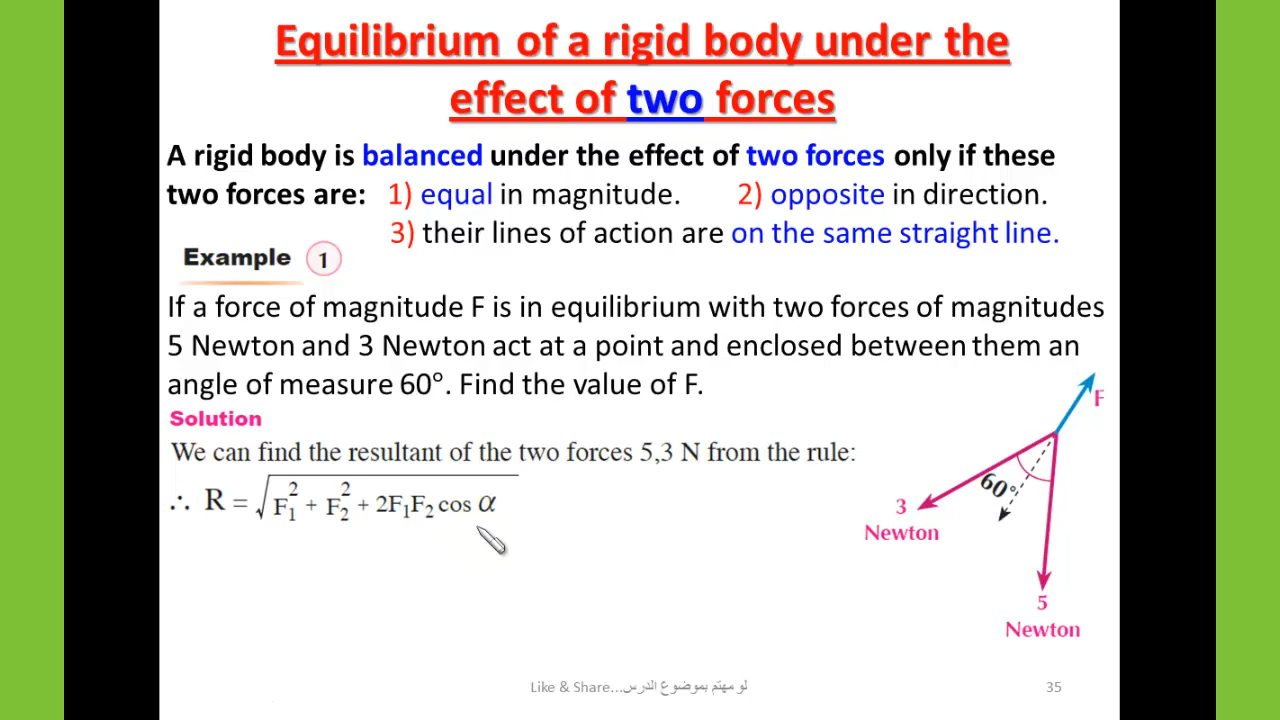 Equilibrium of a rigid body under the
effect of two forces
A rigid body is balanced under the effect of two forces only if these
two forces are: 1) equal in magnitude. 2) opposite in direction.
3) their lines of action are on the same straight line.
Example 1
If a force of magnitude F is in equilibrium with two forces of magnitudes
5 Newton and 3 Newton act at a point and enclosed between them an
angle of measure 60°. Find the value of F.
Solution
We can find the resultant of the two forces 5,3 N from the rule:
∴ R = √(F₁² + F₂² + 2F₁F₂ cos α)
F
60°
3
Newton
5
Newton
Like & Share...لو مهتم بموضوع الدرس
35